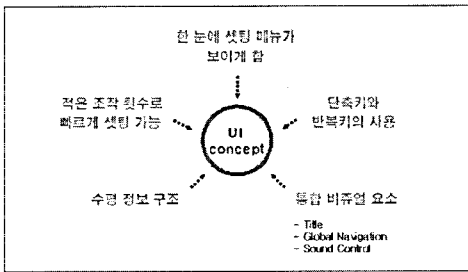 한 눈에 셋팅 메뉴가
보이게 함
적은 조작 횟수로
빠르게 셋팅 가능
단축키와
반복키의 사용
UI
concept
수평 정보 구조
통합 비쥬얼 요소
- Title
- Global Navigation
- Sound Control